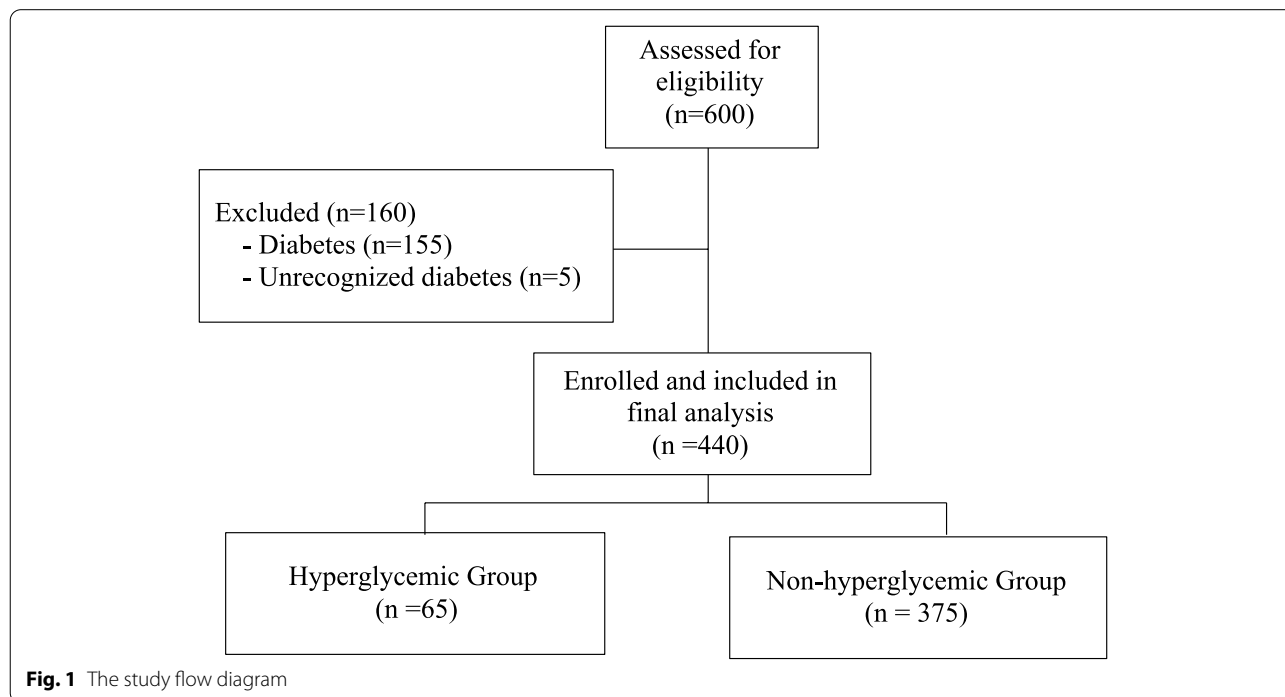 Assessed for
eligibility
(n=600)
Excluded (n=160)
- Diabetes (n=155)
- Unrecognized diabetes (n=5)
Enrolled and included in
final analysis
(n =440)
Hyperglycemic Group
(n =65)
Non-hyperglycemic Group
(n = 375)
Fig. 1 The study flow diagram